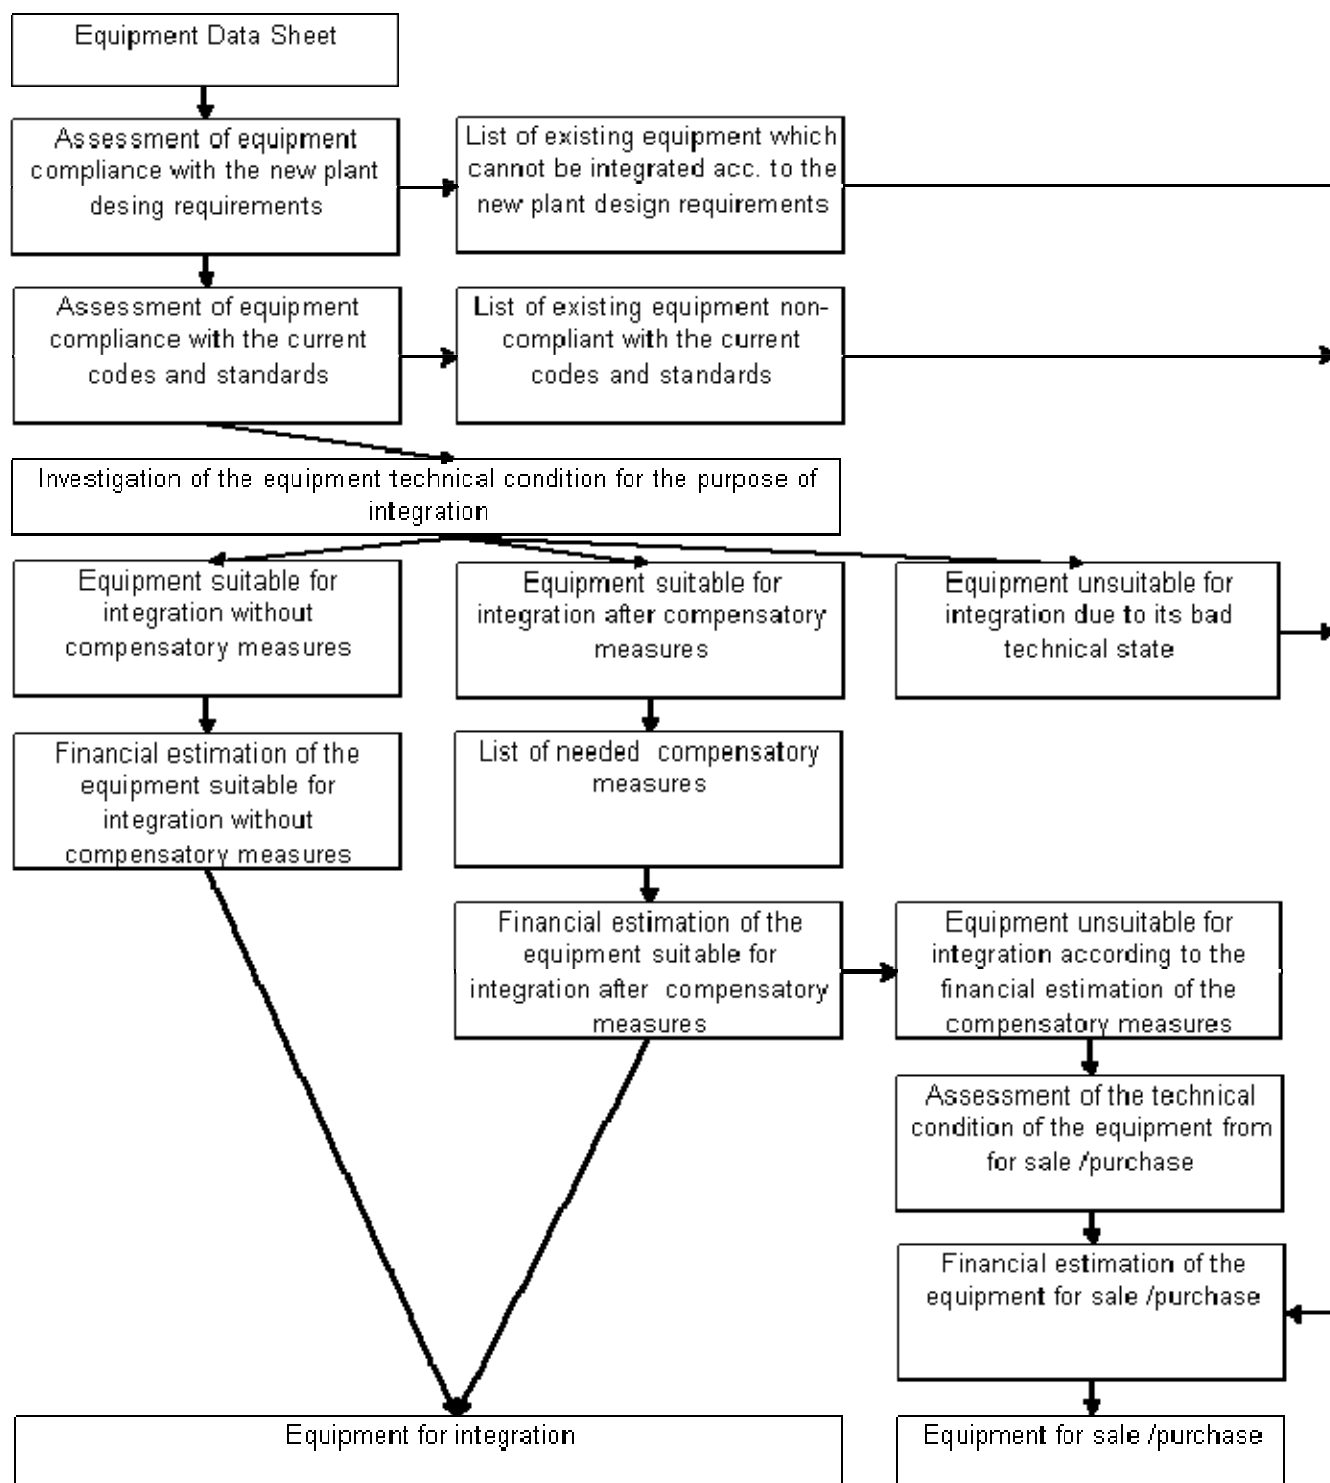 Equipment Data Sheet
Assessment of equipment
compliance with the new plant
desing requirements
List of existing equipment which
cannot be integrated acc. to the
new plant design requirements
Assessment of equipment
compliance with the current
codes and standards
List of existing equipment non-
compliant with the current
codes and standards
Investigation of the equipment technical condition for the purpose of
integration
Equipment suitable for
integration without
compensatory measures
Equipment suitable for
integration after compensatory
measures
Equipment unsuitable for
integration due to its bad
technical state
Financial estimation of the
equipment suitable for
integration without
compensatory measures
List of needed compensatory
measures
Financial estimation of the
equipment suitable for
integration after compensatory
measures
Equipment unsuitable for
integration according to the
financial estimation of the
compensatory measures
Assessment of the technical
condition of the equipment from
for sale /purchase
Financial estimation of the
equipment for sale /purchase
Equipment for integration
Equipment for sale /purchase